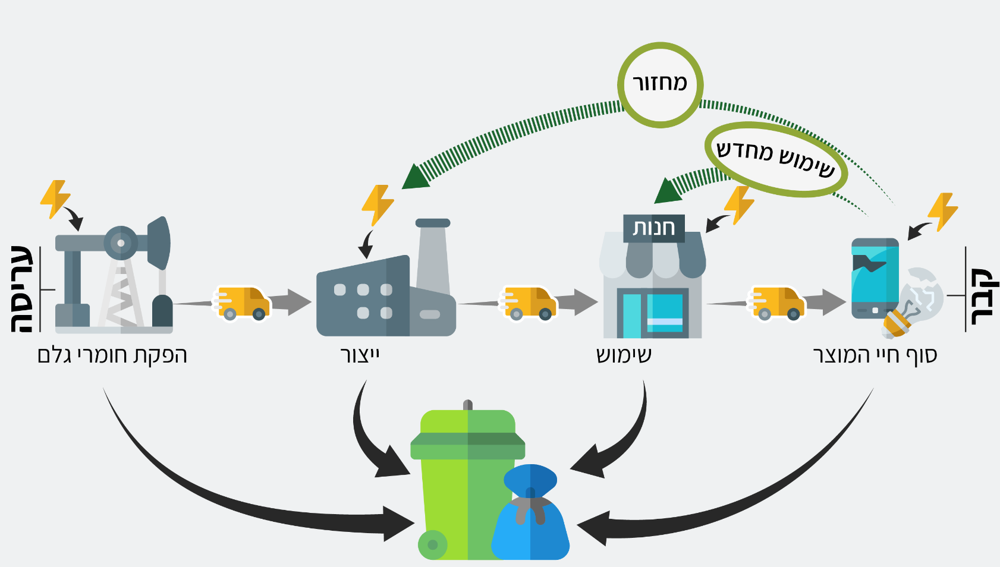 מחזור
שימוש מחדש
חנות
עריסה
קבר
הפקת חומרי גלם
ייצור
שימוש
סוף חיי המוצר